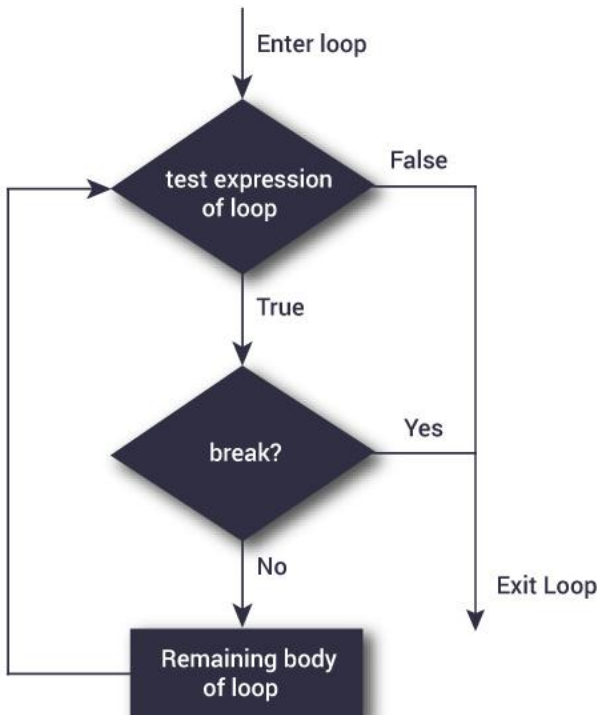 Enter loop
test expression
of loop
False
True
break?
Yes
No
Exit Loop
Remaining body
of loop